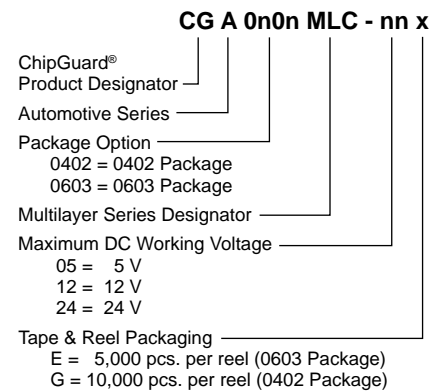 CG A 0n0n MLC - nn x
ChipGuard®
Product Designator
Automotive Series
Package Option
0402 = 0402 Package
0603 = 0603 Package
Multilayer Series Designator
Maximum DC Working Voltage
05 = 5 V
12 = 12 V
24 = 24 V
Tape & Reel Packaging
E = 5,000 pcs. per reel (0603 Package)
G = 10,000 pcs. per reel (0402 Package)